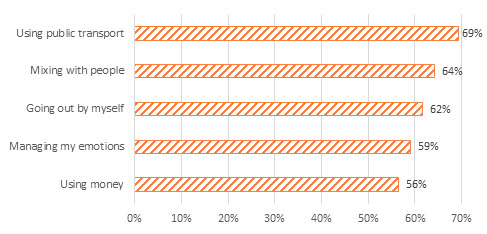 Using public transport 69%
Mixing with people 64%
Going out by myself 62%
Managing my emotions 59%
Using money 56%
0% 10% 20% 30% 40% 50% 60% 70%